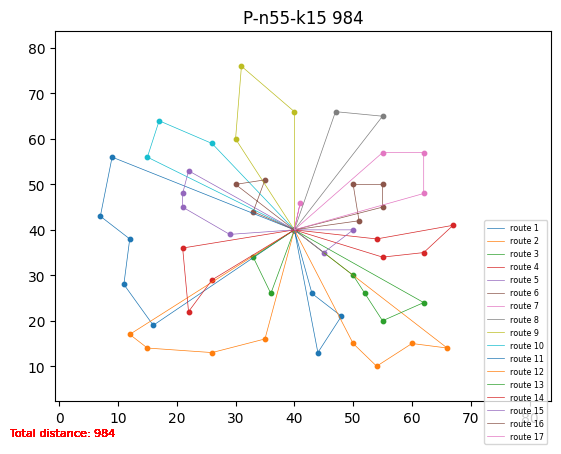 P-n55-k15 984
80
70
60
50
40
30
20
10
0
10
20
30
40
50
60
70
80
route 1
route 2
route 3
route 4
route 5
route 6
route 7
route 8
route 9
route 10
route 11
route 12
route 13
route 14
route 15
route 16
route 17
Total distance: 984